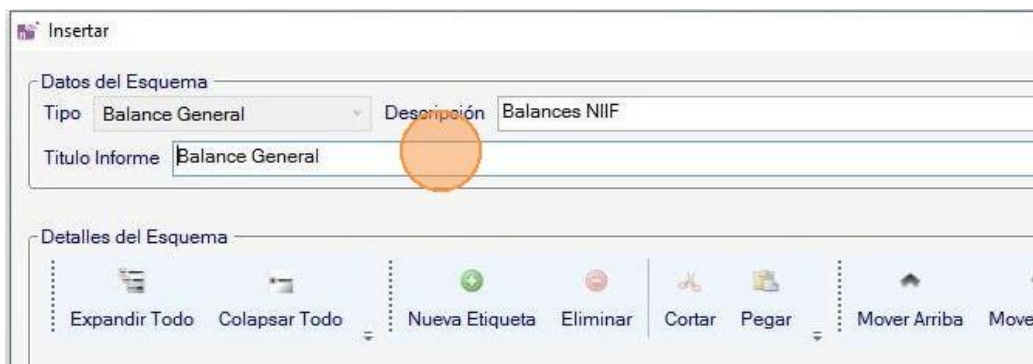 Insertar
Datos del Esquema
Tipo Balance General Descripción Balances NIIF
Titulo Informe Balance General
Detalles del Esquema
Expandir Todo Colapsar Todo Nueva Etiqueta Eliminar Cortar Pegar Mover Arriba Move